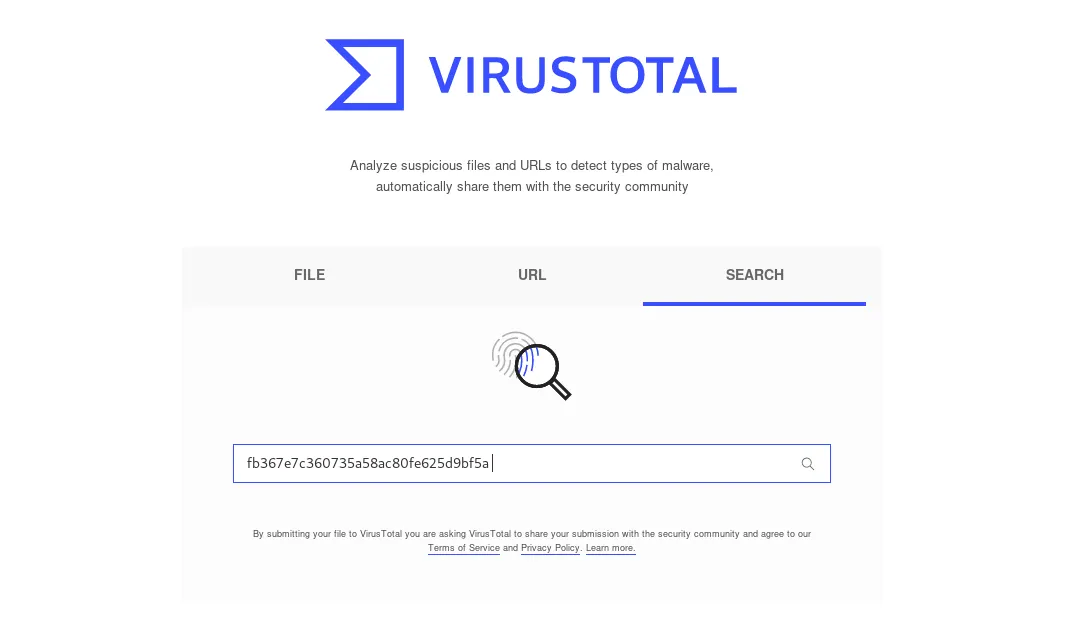 VIRUSTOTAL
Analyze suspicious files and URLs to detect types of malware,
automatically share them with the security community
FILE
URL
SEARCH
fb367e7c360735a58ac80fe625d9bf5a
By submitting your file to VirusTotal you are asking VirusTotal to share your submission with the security community and agree to our
Terms of Service and Privacy Policy. Learn more.